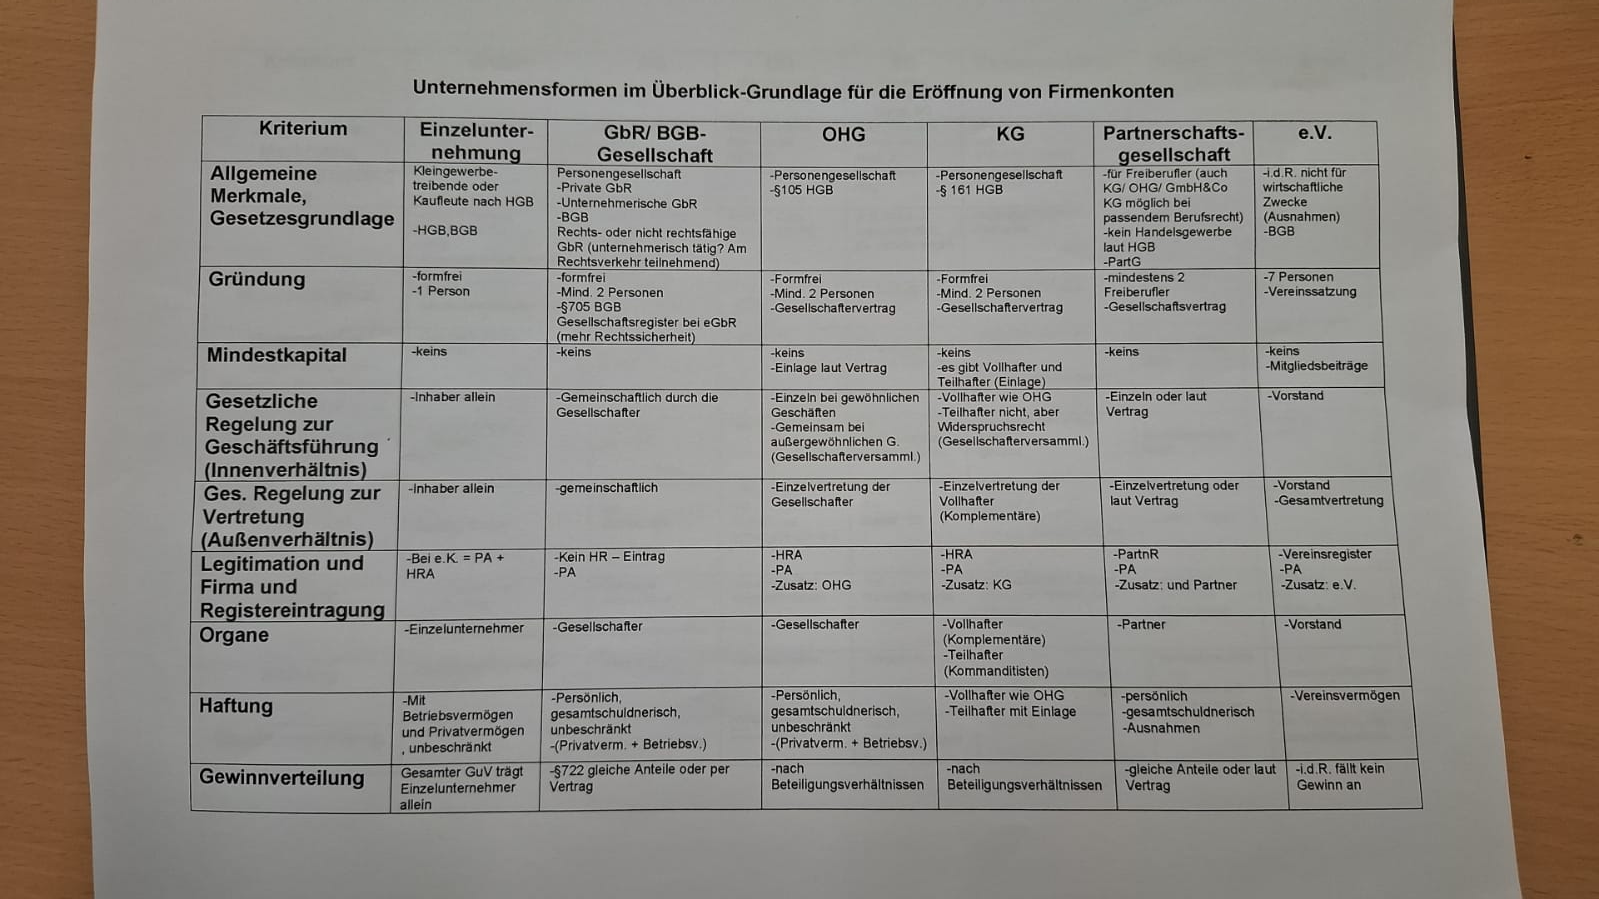 Unternehmensformen im Überblick-Grundlage für die Eröffnung von Firmenkonten
Kriterium
Einzelunter-
nehmung
GbR/ BGB-
Gesellschaft
OHG
KG
Partnerschafts-
gesellschaft
e.V.
Allgemeine
Merkmale,
Gesetzesgrundlage
Kleingewerbe-
treibende oder
Kaufleute nach HGB
-HGB,BGB
Personengesellschaft
-Private GbR
-Unternehmerische GbR
-BGB
Rechts- oder nicht rechtsfähige
GbR (unternehmerisch tätig? Am
Rechtsverkehr teilnehmend)
-Personengesellschaft
-§105 HGB
-Personengesellschaft
-§ 161 HGB
-für Freiberufler (auch
KG/ OHG/ GmbH&Co
KG möglich bei
passendem Berufsrecht)
-kein Handelsgewerbe
laut HGB
-PartG
-i.d.R. nicht für
wirtschaftliche
Zwecke
(Ausnahmen)
-BGB
Gründung
-formfrei
-1 Person
-formfrei
-Mind. 2 Personen
-§705 BGB
Gesellschaftsregister bei eGbR
(mehr Rechtssicherheit)
-Formfrei
-Mind. 2 Personen
-Gesellschaftervertrag
-Formfrei
-Mind. 2 Personen
-Gesellschaftervertrag
-mindestens 2
Freiberufler
-Gesellschaftsvertrag
-7 Personen
-Vereinssatzung
Mindestkapital
-keins
-keins
-keins
-Einlage laut Vertrag
-keins
-es gibt Vollhafter und
Teilhafter (Einlage)
-keins
-keins
-Mitgliedsbeiträge
Gesetzliche
Regelung zur
Geschäftsführung
(Innenverhältnis)
-Inhaber allein
-Gemeinschaftlich durch die
Gesellschafter
-Einzeln bei gewöhnlichen
Geschäften
-Gemeinsam bei
außergewöhnlichen G.
(Gesellschafterversamml.)
-Vollhafter wie OHG
-Teilhafter nicht, aber
Widerspruchsrecht
(Gesellschafterversamml.)
-Einzeln oder laut
Vertrag
-Vorstand
Ges. Regelung zur
Vertretung
(Außenverhältnis)
-Inhaber allein
-gemeinschaftlich
-Einzelvertretung der
Gesellschafter
-Einzelvertretung der
Vollhafter
(Komplementäre)
-Einzelvertretung oder
laut Vertrag
-Vorstand
-Gesamtvertretung
Legitimation und
Firma und
Registereintragung
-Bei e.K. = PA +
HRA
-Kein HR – Eintrag
-PA
-HRA
-PA
-Zusatz: OHG
-HRA
-PA
-Zusatz: KG
-PartnR
-PA
-Zusatz: und Partner
-Vereinsregister
-PA
-Zusatz: e.V.
Organe
-Einzelunternehmer
-Gesellschafter
-Gesellschafter
-Vollhafter
(Komplementäre)
-Teilhafter
(Kommanditisten)
-Partner
-Vorstand
Haftung
-Mit
Betriebsvermögen
und Privatvermögen
, unbeschränkt
-Persönlich,
gesamtschuldnerisch,
unbeschränkt
-(Privatverm. + Betriebsv.)
-Persönlich,
gesamtschuldnerisch,
unbeschränkt
-(Privatverm. + Betriebsv.)
-Vollhafter wie OHG
-Teilhafter mit Einlage
-persönlich
-gesamtschuldnerisch
-Ausnahmen
-Vereinsvermögen
Gewinnverteilung
Gesamter GuV trägt
Einzelunternehmer
allein
-§722 gleiche Anteile oder per
Vertrag
-nach
Beteiligungsverhältnissen
-nach
Beteiligungsverhältnissen
-gleiche Anteile oder laut
Vertrag
-i.d.R. fällt kein
Gewinn an